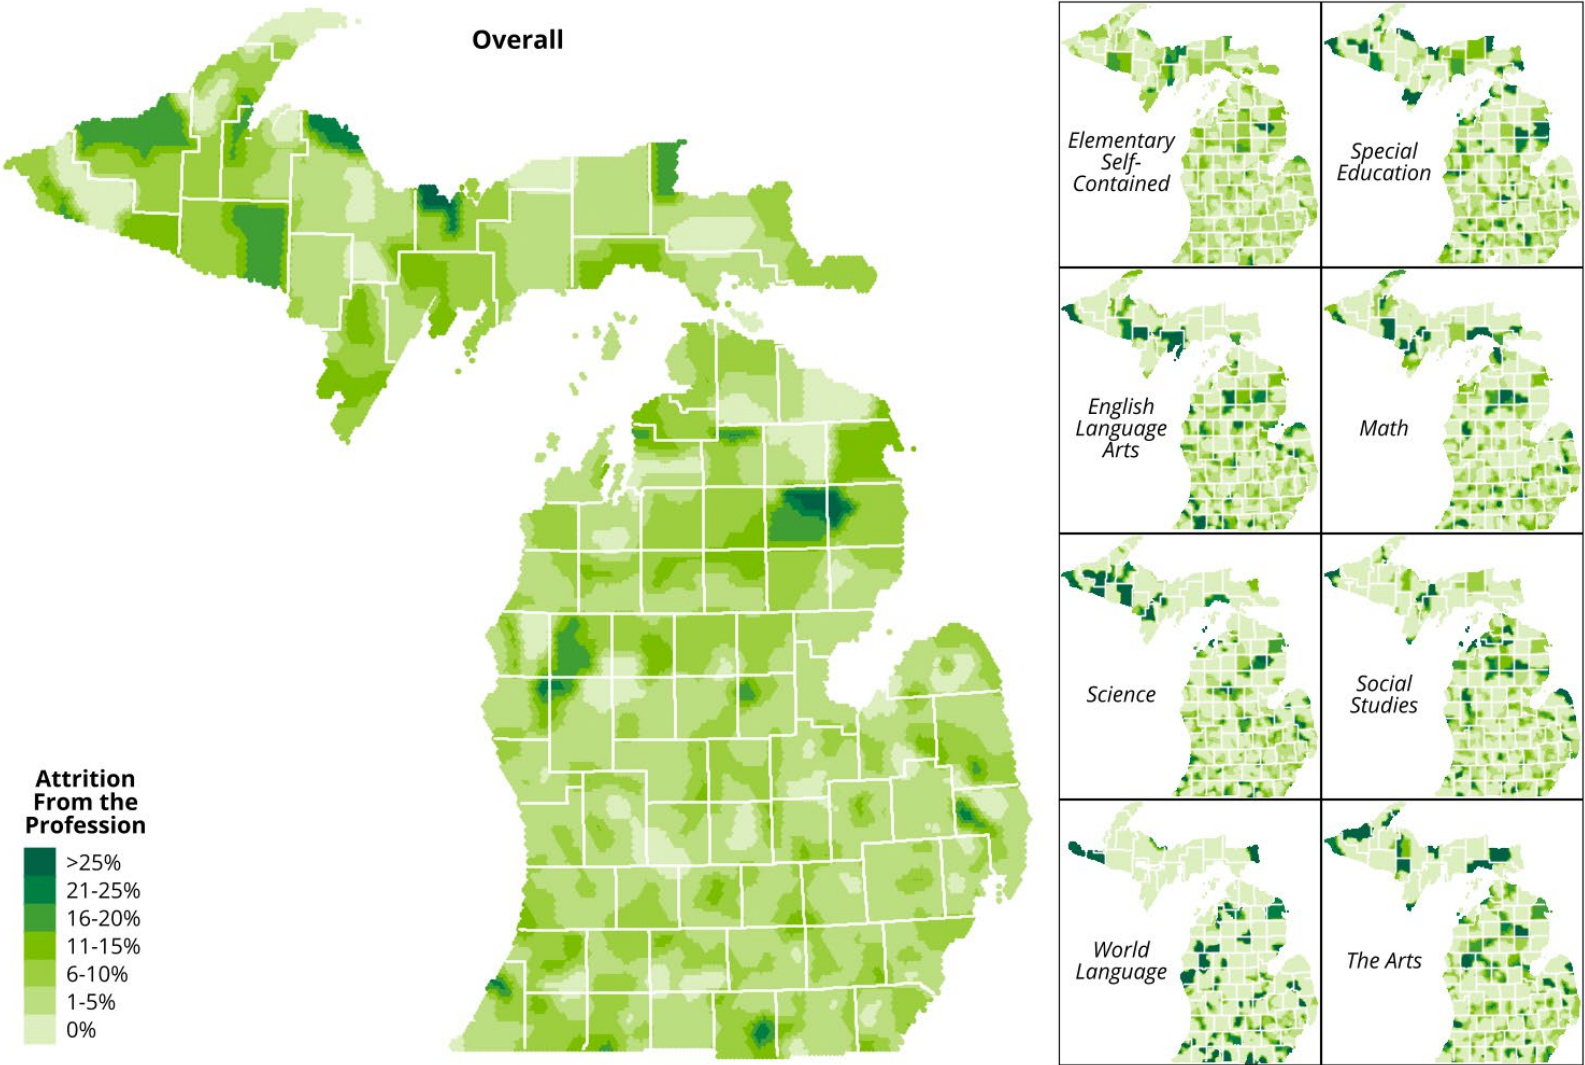 Overall
Attrition
From the
Profession
>25%
21-25%
16-20%
11-15%
6-10%
1-5%
0%
Elementary
Self-
Contained
Special
Education
English
Language
Arts
Math
Science
Social
Studies
World
Language
The Arts